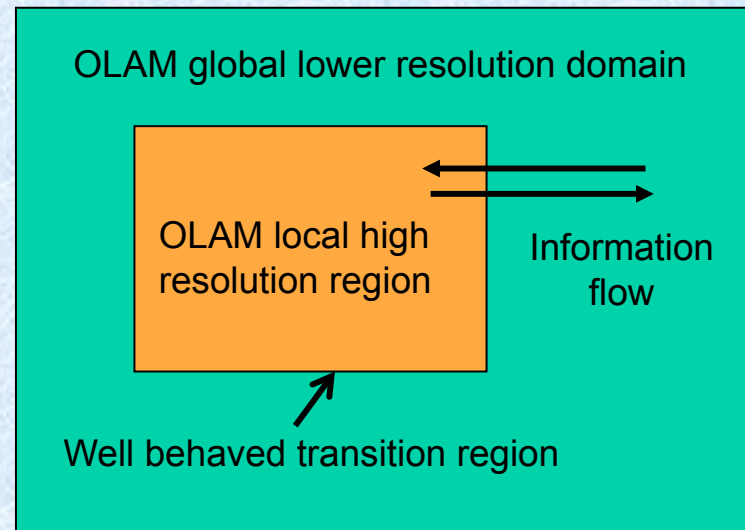 OLAM global lower resolution domain
OLAM local high
resolution region
Information
flow
Well behaved transition region